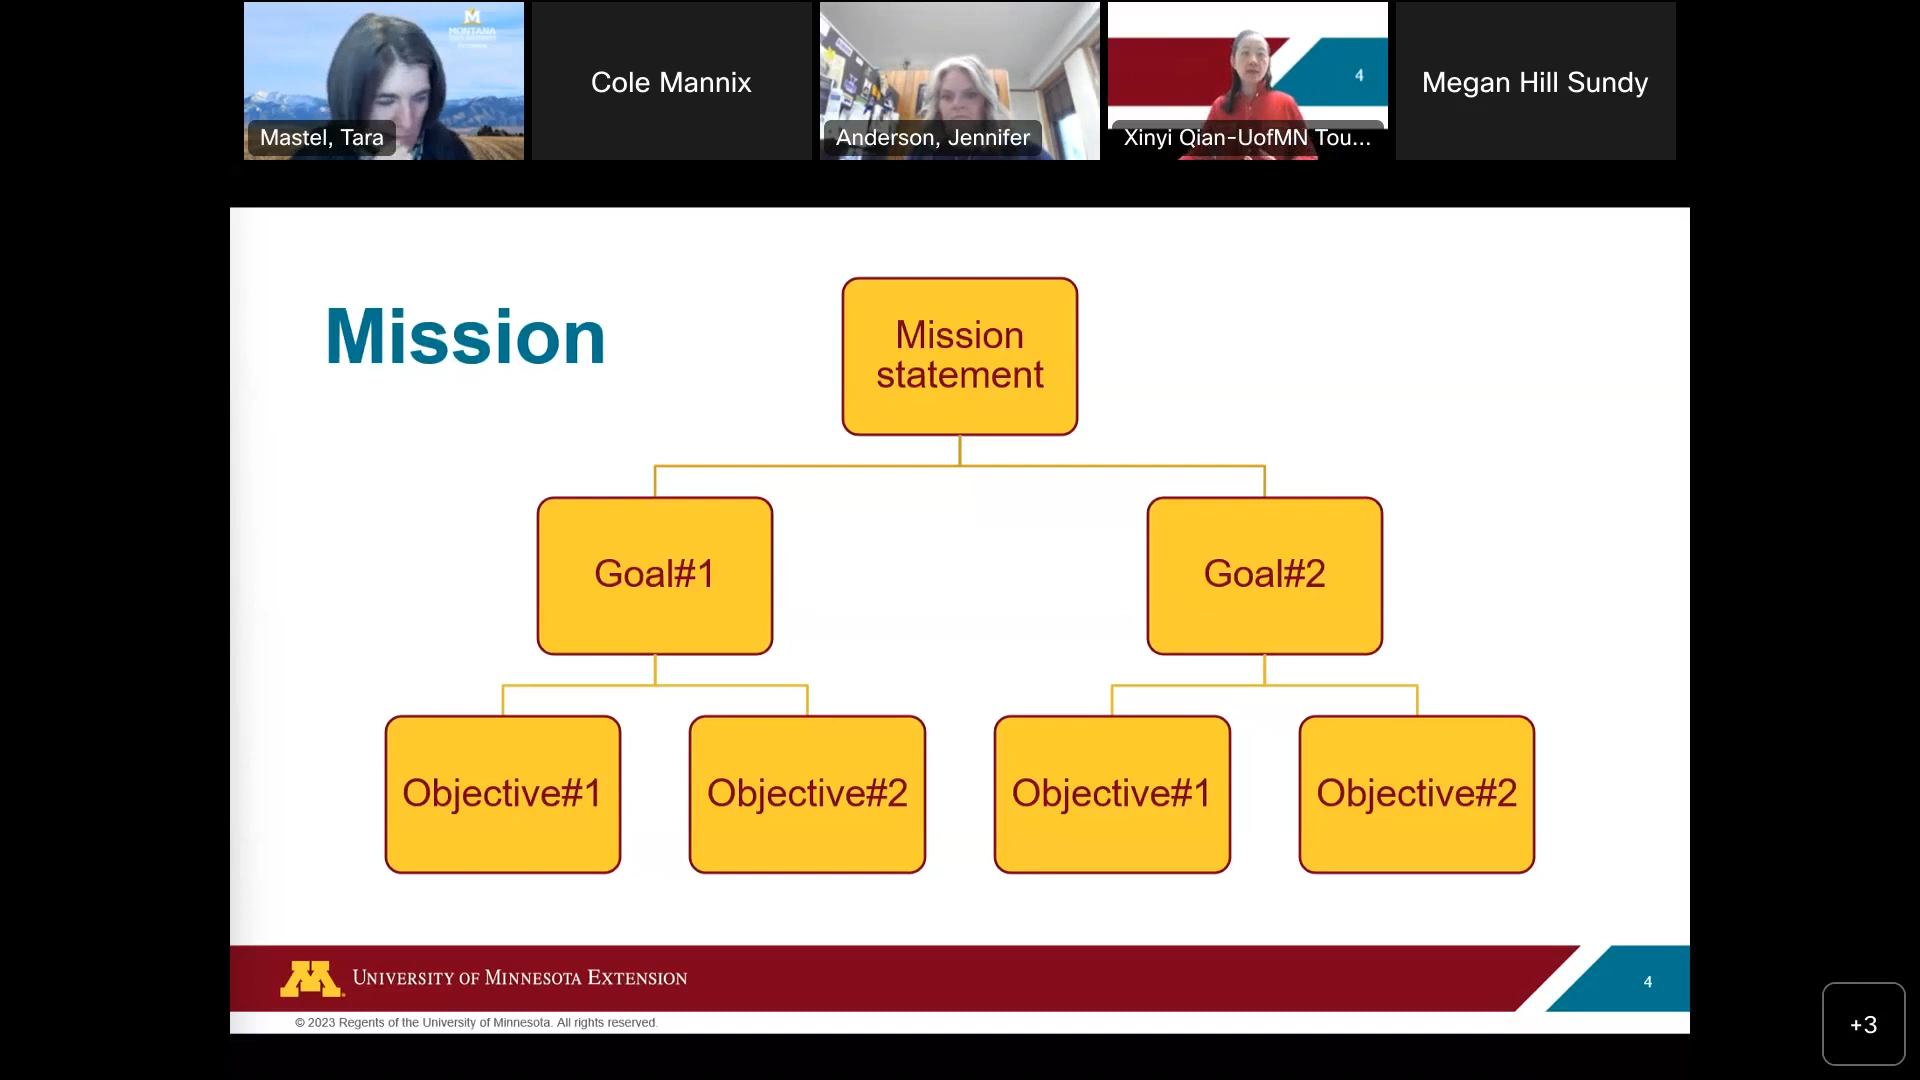 MONTANA
Mastel, Tara
Cole Mannix
Anderson, Jennifer
4
Xinyi Qian-UofMN Tou...
Megan Hill Sundy
Mission
Mission
statement
Goal#1
Goal#2
Objective#1
Objective#2
Objective#1
Objective#2
UNIVERSITY OF MINNESOTA EXTENSION
4
© 2023 Regents of the University of Minnesota. All rights reserved.
+3